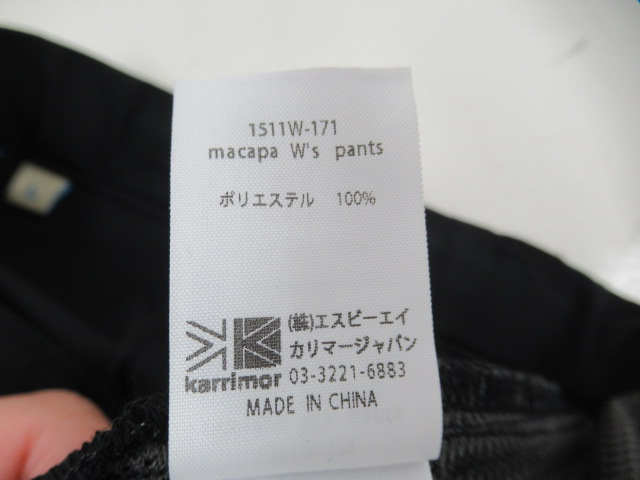 1511W-171
macapa W's pants
ポリエステル 100%
(株)エスピーエイ
カリマージャパン
karrimor 03-3221-6883
MADE IN CHINA